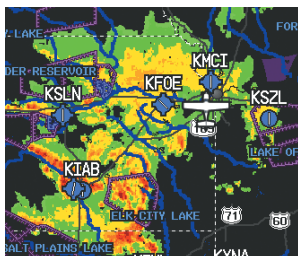 Y LAKE
FOR
KMCI
DER RESERVOIR
KFOE
KSLN
KSZL
LAKE OF
KIAB
ELK CITY LAKE
71
60
SALT PLAINS LAKE
KYNA